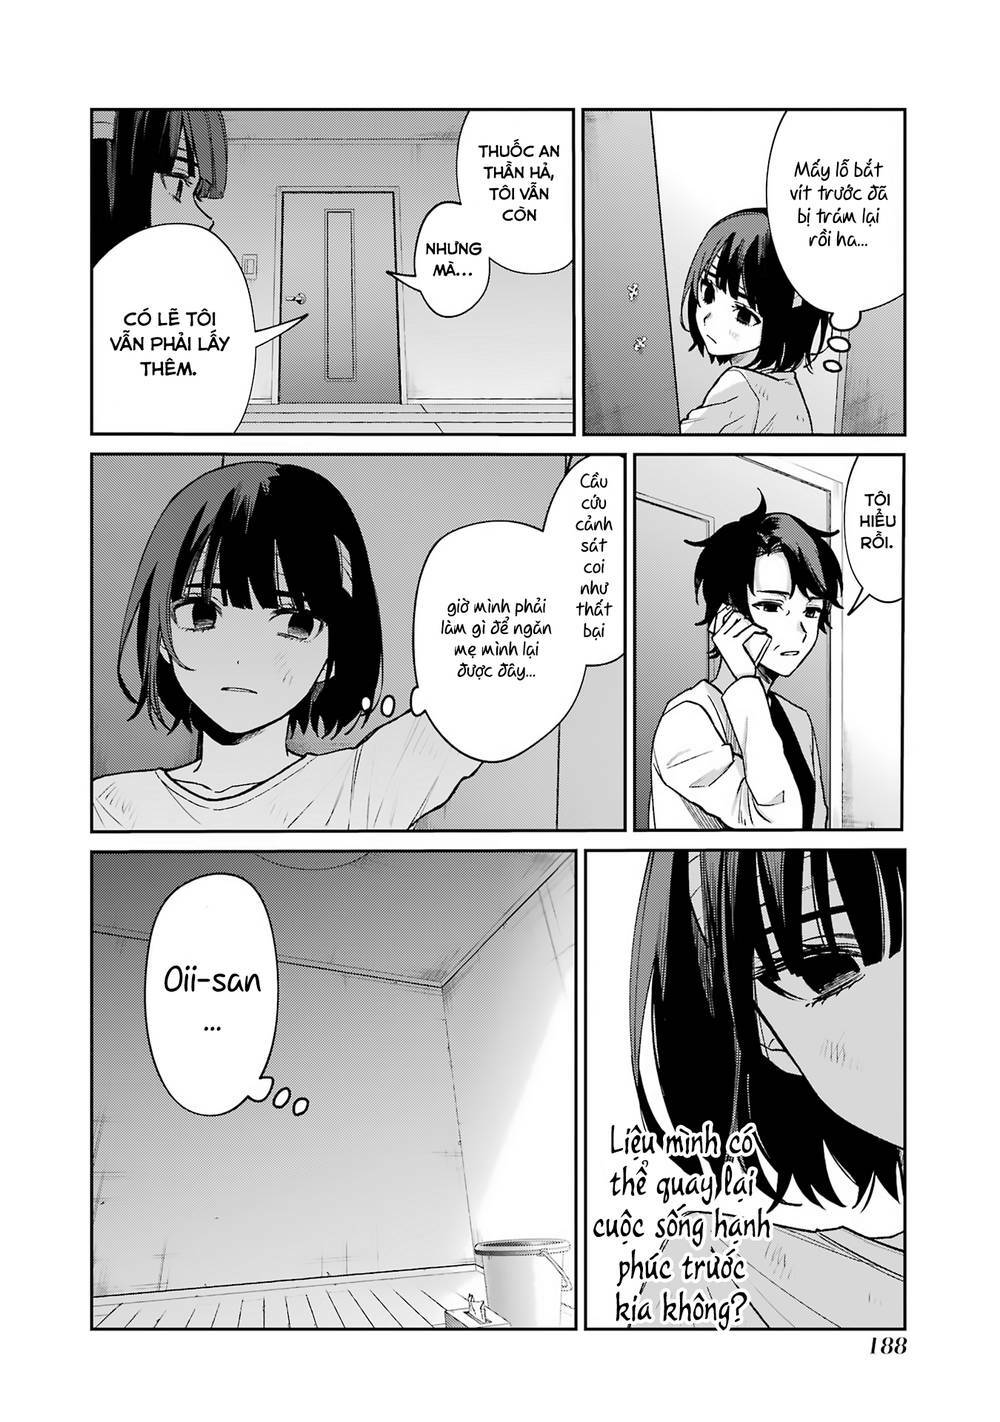 Mấy lỗ bắt
vít trước đã
bị trám lại
rồi ha...
THUỐC AN
THẦN HẢ,
TÔI VẪN
CÒN
NHƯNG
MÀ...
CÓ LẼ TÔI
VẪN PHẢI LẤY
THÊM.
TÔI
HIỂU
RỒI.
Cầu
cứu
cảnh
sát
coi
như
thất
bại
giờ mình phải
làm gì để ngăn
mẹ mình lại
được đây...
Liệu mình có
thể quay lại
cuộc sống hạnh
phúc trước
kia không?
Oii-san
...
188